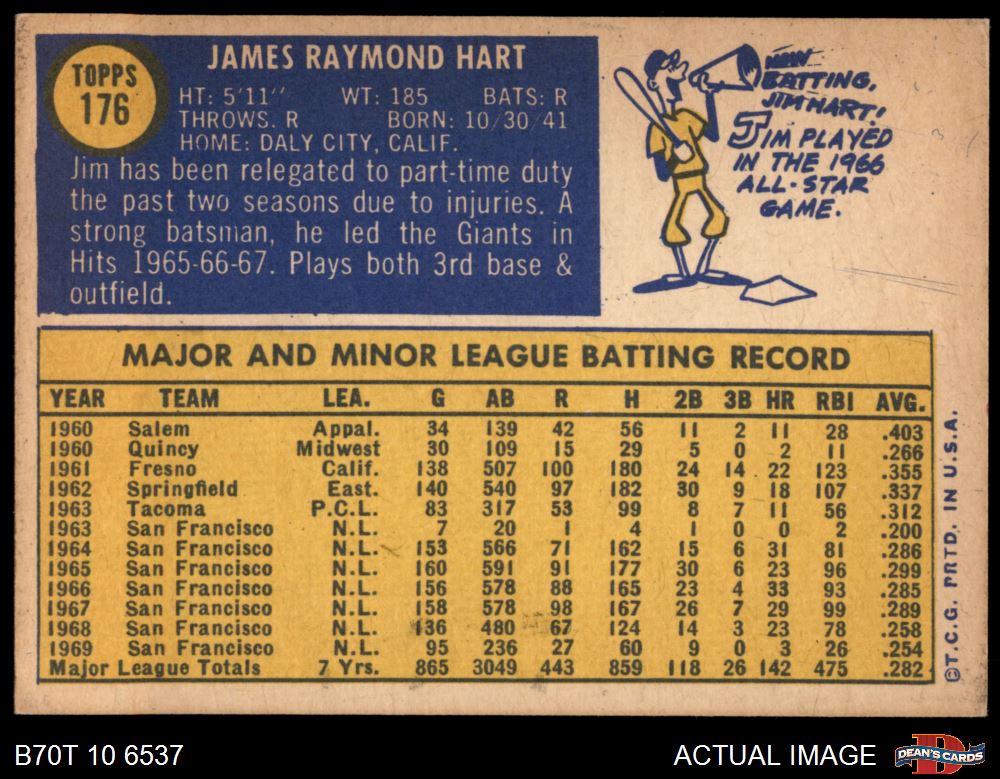 TOPPS
176
JAMES RAYMOND HART
HT: 5'11" WT: 185 BATS: R
THROWS. R BORN: 10/30/41
HOME: DALY CITY, CALIF.
Jim has been relegated to part-time duty
the past two seasons due to injuries. A
strong batsman, he led the Giants in
Hits 1965-66-67. Plays both 3rd base &
outfield.
NOW
BATTING,
JIM HART!
JIM PLAYED
IN THE 1966
ALL-STAR
GAME.
MAJOR AND MINOR LEAGUE BATTING RECORD
YEAR TEAM LEA. G AB R H 2B 3B HR RBI AVG.
1960 Salem Appal. 34 139 42 56 11 2 11 28 .403
1960 Quincy Midwest 30 109 15 29 5 0 2 11 .266
1961 Fresno Calif. 138 507 100 180 24 14 22 123 .355
1962 Springfield East. 140 540 97 182 30 9 18 107 .337
1963 Tacoma P.C.L. 83 317 53 99 8 7 11 56 .312
1963 San Francisco N.L. 7 20 1 4 1 0 0 2 .200
1964 San Francisco N.L. 153 566 71 162 15 6 31 81 .286
1965 San Francisco N.L. 160 591 91 177 30 6 23 96 .299
1966 San Francisco N.L. 156 578 88 165 23 4 33 93 .285
1967 San Francisco N.L. 158 578 98 167 26 7 29 99 .289
1968 San Francisco N.L. 136 480 67 124 14 3 23 78 .258
1969 San Francisco N.L. 95 236 27 60 9 0 3 26 .254
Major League Totals 7 Yrs. 865 3049 443 859 118 26 142 475 .282
©T.C.G. PRTD. IN U.S.A.
B70T 10 6537
ACTUAL IMAGE
D
DEAN'S CARDS